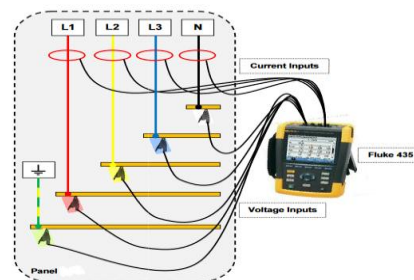 L1
L2
L3
N
Current Inputs
Fluke 435
Voltage Inputs
Panel